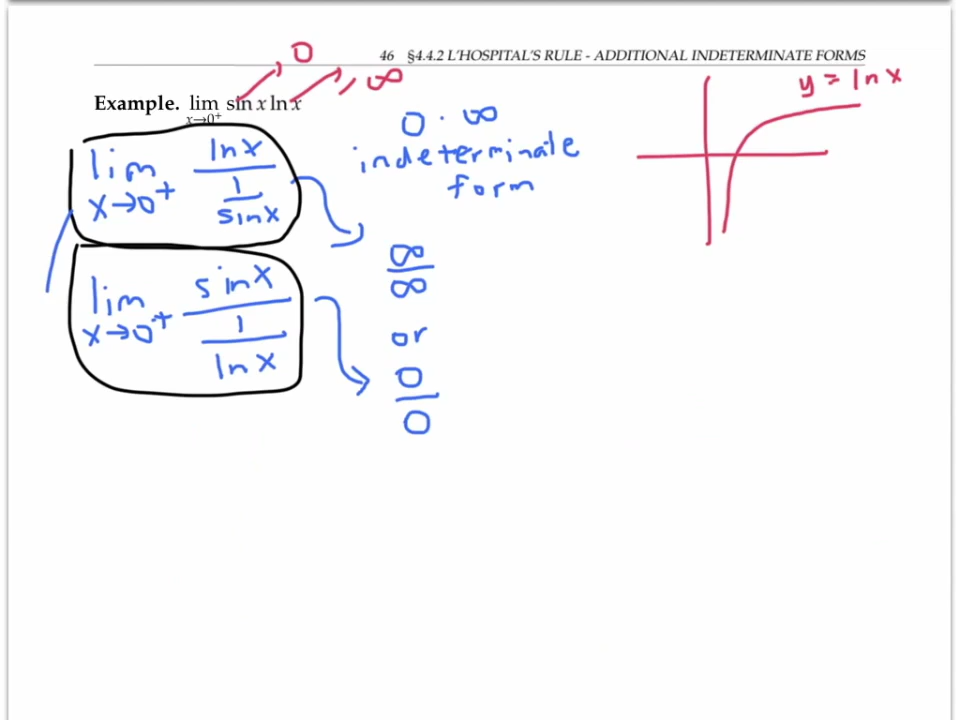 46 §4.4.2 L'HOSPITAL'S RULE - ADDITIONAL INDETERMINATE FORMS
Example. lim x→0⁺ sin x ln x
0
-∞
y = ln x
0 · ∞
indeterminate
form
lim x→0⁺ ln x / (1 / sin x)
∞ / ∞
or
lim x→0⁺ sin x / (1 / ln x)
0 / 0